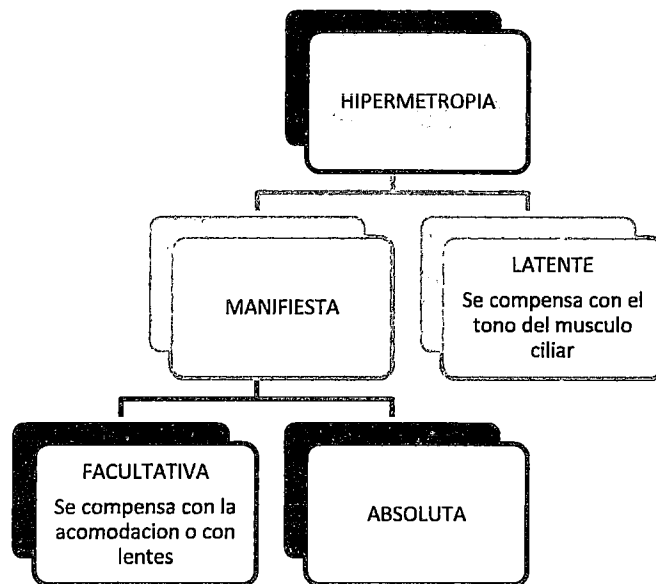 HIPERMETROPIA
MANIFIESTA
LATENTE
Se compensa con el
tono del musculo
ciliar
FACULTATIVA
Se compensa con la
acomodacion o con
lentes
ABSOLUTA